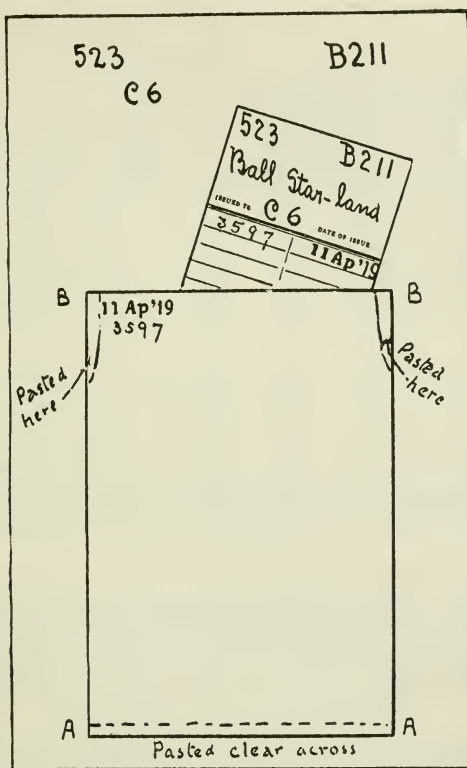 523 B211
C 6
523 B211
Ball Star-land
C 6
ISSUED TO DATE OF ISSUE
3597 11 Ap'19
B B
11 Ap'19
3597
Pasted
here
Pasted
here
A A
Pasted clear across